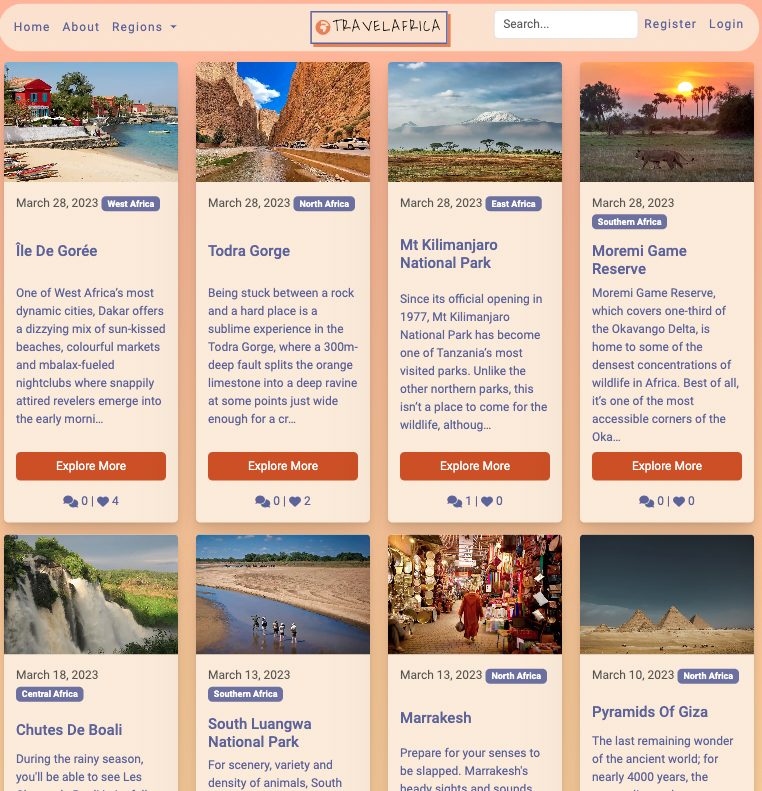 Home About Regions
TRAVELAFRICA
Search...
Register Login
March 28, 2023 West Africa
Île De Gorée
One of West Africa's most
dynamic cities, Dakar offers
a dizzying mix of sun-kissed
beaches, colourful markets
and mbalax-fueled
nightclubs where snappily
attired revelers emerge into
the early morni...
Explore More
0 | 4
March 28, 2023 North Africa
Todra Gorge
Being stuck between a rock
and a hard place is a
sublime experience in the
Todra Gorge, where a 300m-
deep fault splits the orange
limestone into a deep ravine
at some points just wide
enough for a cr...
Explore More
0 | 2
March 28, 2023 East Africa
Mt Kilimanjaro
National Park
Since its official opening in
1977, Mt Kilimanjaro
National Park has become
one of Tanzania's most
visited parks. Unlike the
other northern parks, this
isn't a place to come for the
wildlife, althoug...
Explore More
1 | 0
March 28, 2023
Southern Africa
Moremi Game
Reserve
Moremi Game Reserve,
which covers one-third of
the Okavango Delta, is
home to some of the
densest concentrations of
wildlife in Africa. Best of all,
it's one of the most
accessible corners of the
Oka...
Explore More
0 | 0
March 18, 2023
Central Africa
Chutes De Boali
During the rainy season,
you'll be able to see Les
March 13, 2023
Southern Africa
South Luangwa
National Park
For scenery, variety and
density of animals, South
March 13, 2023 North Africa
Marrakesh
Prepare for your senses to
be slapped. Marrakesh's
heady sights and sounds
March 10, 2023 North Africa
Pyramids Of Giza
The last remaining wonder
of the ancient world; for
nearly 4000 years, the